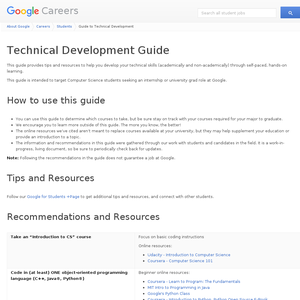 Google Careers
Search all student jobs
About Google Careers Students Guide to Technical Development
Technical Development Guide
This guide provides tips and resources to help you develop your technical skills (academically and non-academically) through self-paced, hands-on
learning.
This guide is intended to target Computer Science students seeking an internship or university grad role at Google.
How to use this guide
You can use this guide to determine which courses to take, but be sure stay on track with your courses required for your major to graduate.
We encourage you to learn more outside of this guide. The more you know, the better!
The online resources we've cited aren't meant to replace courses available at your university, but they may help supplement your education or
provide an introduction to a topic.
The information and recommendations in this guide were gathered through our work with students and candidates in the field. It is a work-in-
progress, living document, so be sure to periodically check back for updates.
Note: Following the recommendations in the guide does not guarantee a job at Google.
Tips and Resources
Follow our Google for Students +Page to get additional tips and resources, and connect with other students.
Recommendations and Resources
Take an "Introduction to CS" course
Focus on basic coding instructions
Online resources:
Udacity - Introduction to Computer Science
Coursera - Computer Science 101
Code in (at least) ONE object-oriented programming
language (C++, Java®, Python®)
Beginner online resources:
Coursera - Learn to Program: The Fundamentals
MIT Intro to Programming in Java
Google's Python Class